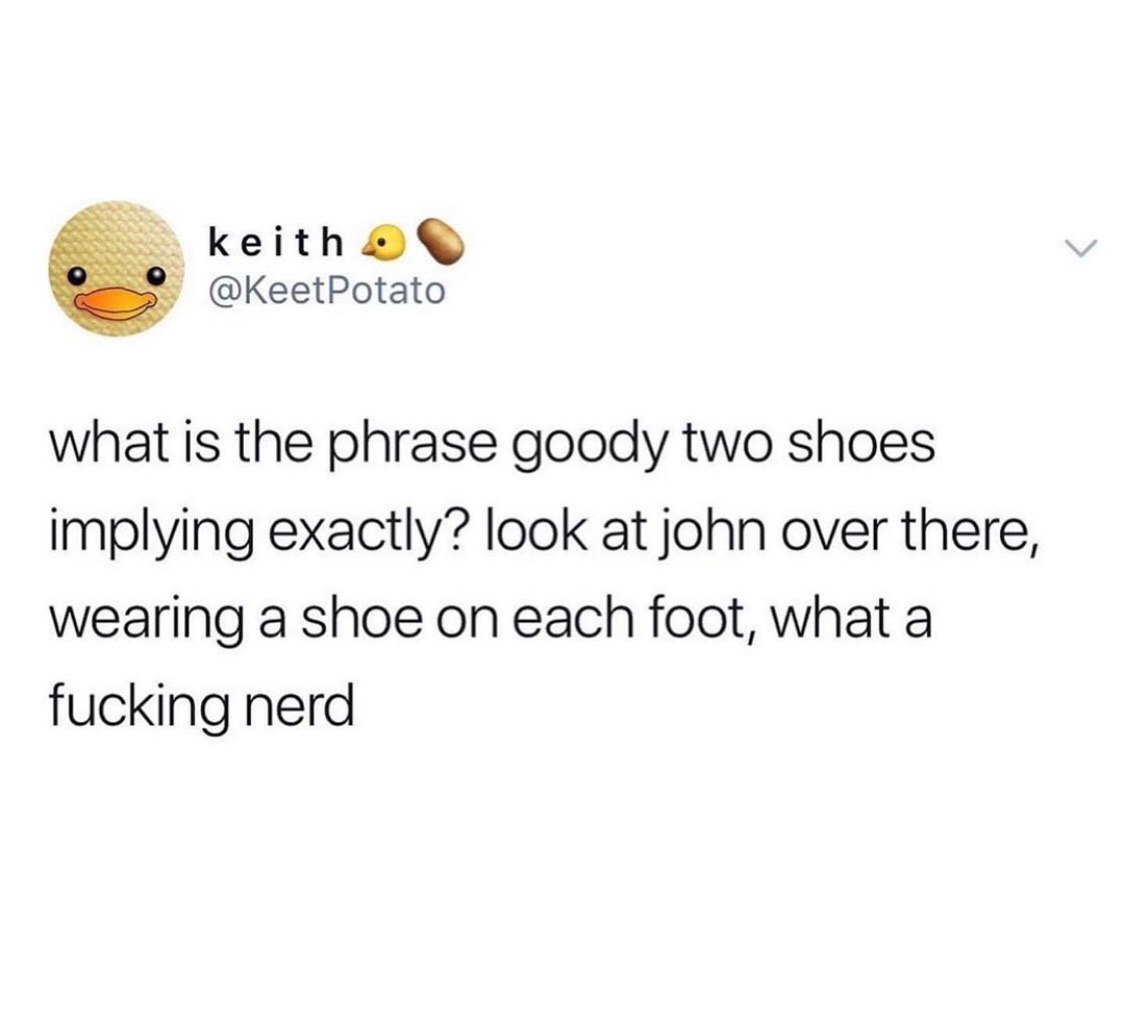 keith 🐤🥔
@KeetPotato
what is the phrase goody two shoes
implying exactly? look at john over there,
wearing a shoe on each foot, what a
fucking nerd